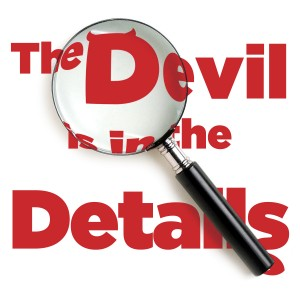 The Devil
is in the
Details